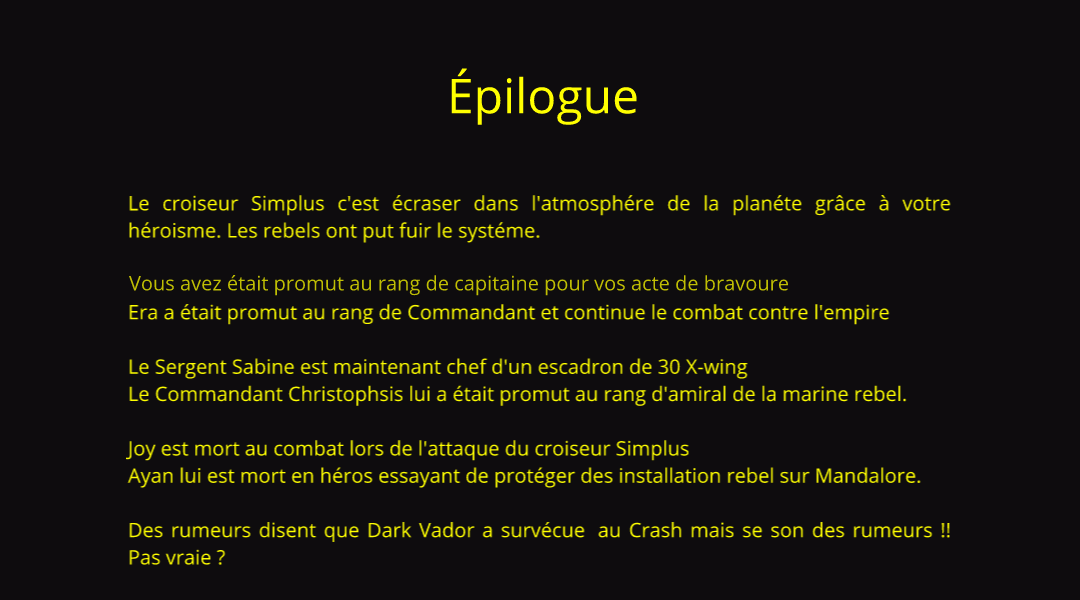 Épilogue
Le croiseur Simplus c'est écraser dans l'atmosphére de la planéte grâce à votre
héroisme. Les rebels ont put fuir le systéme.
Vous avez était promut au rang de capitaine pour vos acte de bravoure
Era a était promut au rang de Commandant et continue le combat contre l'empire
Le Sergent Sabine est maintenant chef d'un escadron de 30 X-wing
Le Commandant Christophsis lui a était promut au rang d'amiral de la marine rebel.
Joy est mort au combat lors de l'attaque du croiseur Simplus
Ayan lui est mort en héros essayant de protéger des installation rebel sur Mandalore.
Des rumeurs disent que Dark Vador a survécue au Crash mais se son des rumeurs !!
Pas vraie ?